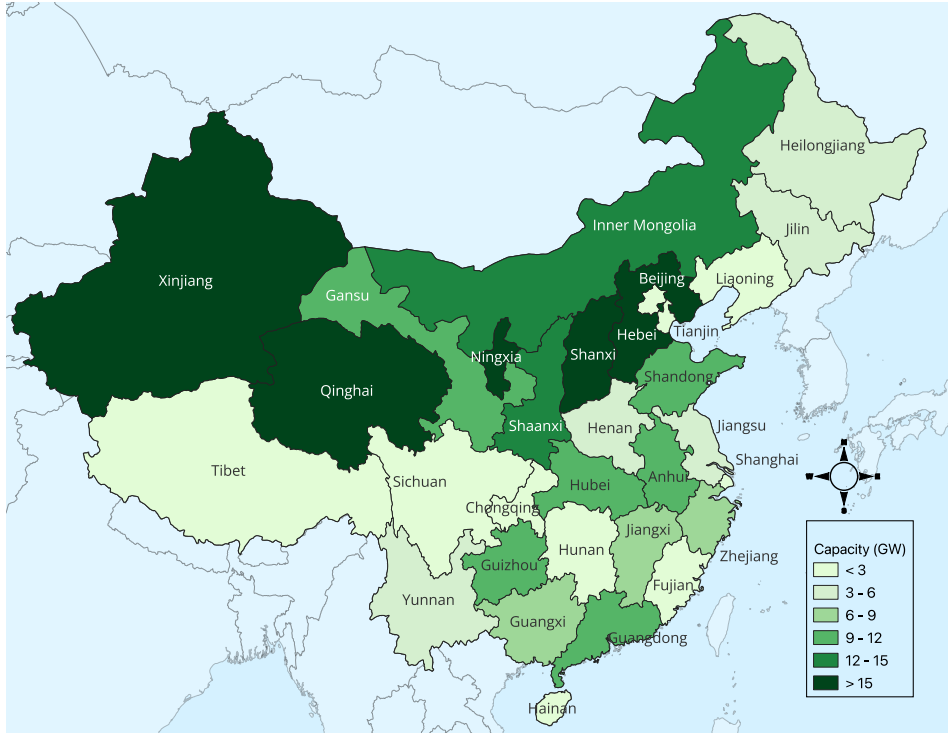 Heilongjiang
Jilin
Inner Mongolia
Liaoning
Beijing
Xinjiang
Gansu
Tianjin
Hebei
Ningxia
Shanxi
Shandong
Qinghai
Shaanxi
Henan
Jiangsu
Shanghai
Tibet
Sichuan
Anhui
Hubei
Chongqing
Jiangxi
Hunan
Zhejiang
Guizhou
Fujian
Yunnan
Guangxi
Guangdong
Hainan
Capacity (GW)
< 3
3 - 6
6 - 9
9 - 12
12 - 15
> 15